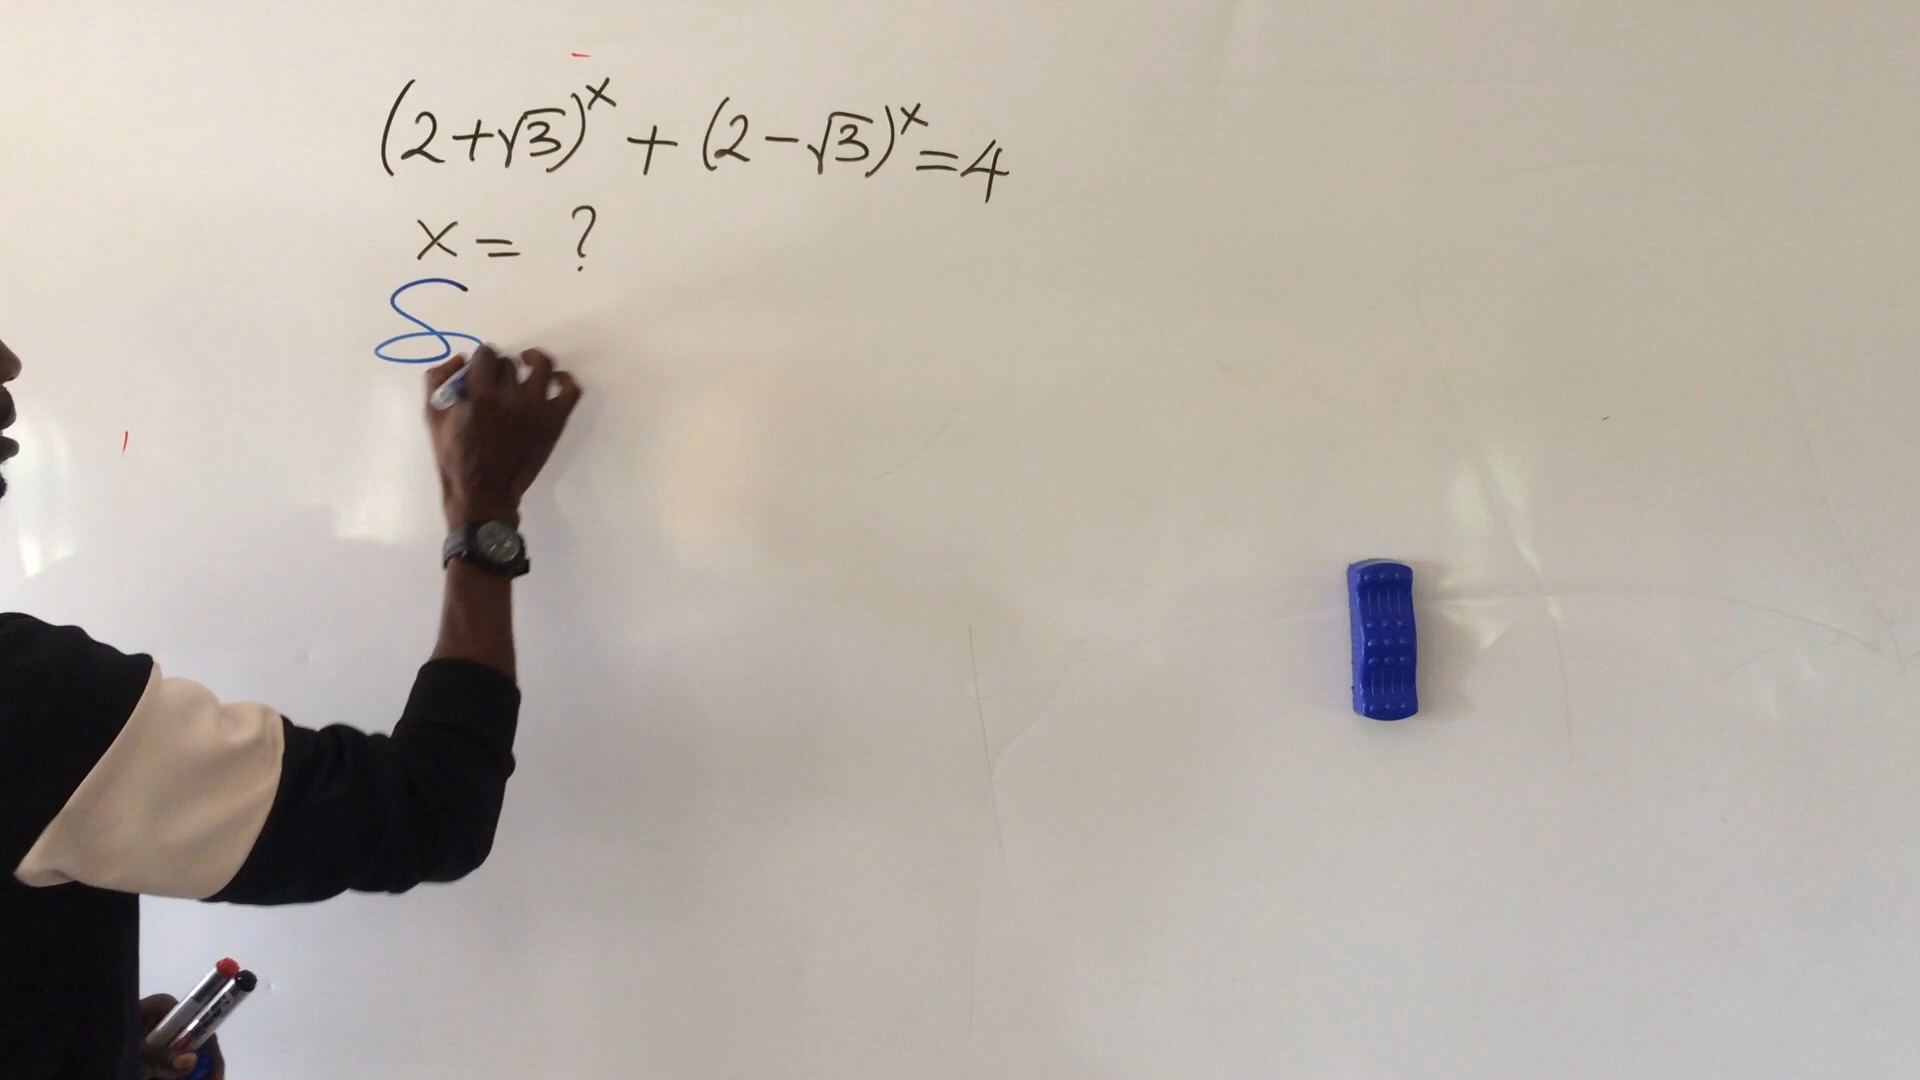 (2+√3)^x + (2-√3)^x = 4
x = ?
S